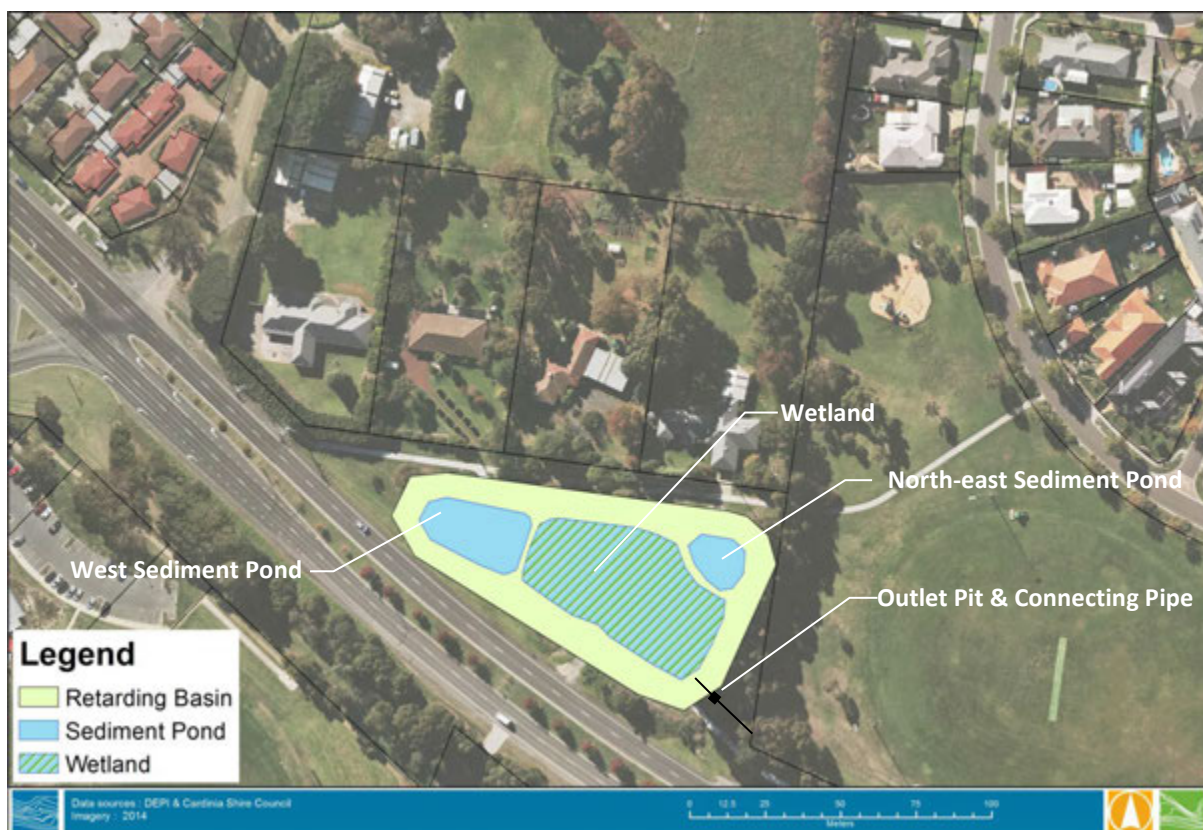 Wetland
North-east Sediment Pond
West Sediment Pond
Outlet Pit & Connecting Pipe
Legend
Retarding Basin
Sediment Pond
Wetland
Data sources : DEPI & Cardinia Shire Council
Imagery : 2014
0 12.5 25 50 75 100
Meters